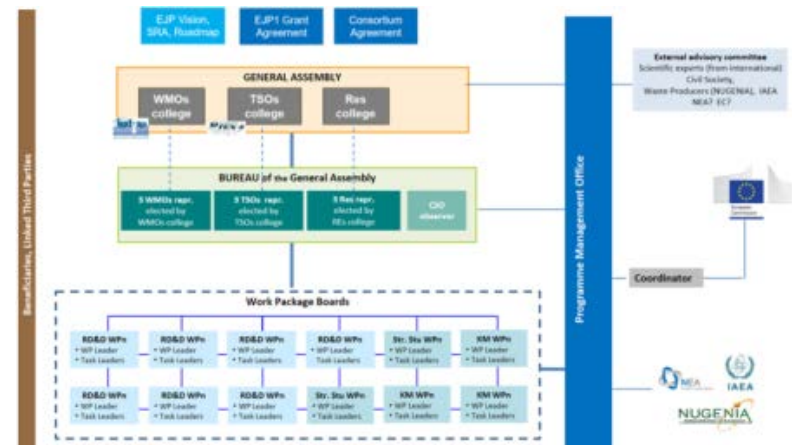 EJP Vision,
SRA, Roadmap
EJP1 Grant
Agreement
Consortium
Agreement
GENERAL ASSEMBLY
WMOs
college
TSOs
college
Res
college
BUREAU of the General Assembly
3 WMOs repr.
elected by
WMOs college
3 TSOs repr.
elected by
TSOs college
3 Res repr.
elected by
REs college
observer
Work Package Boards
RD&D WPn
• WP Leader
• Task Leaders
RD&D WPn
• WP Leader
• Task Leaders
RD&D WPn
• WP Leader
• Task Leaders
RD&D WPn
• WP Leader
• Task Leaders
Str. Stu WPn
• WP Leader
• Task Leaders
KM WPn
• WP Leader
• Task Leaders
RD&D WPn
• WP Leader
• Task Leaders
RD&D WPn
• WP Leader
• Task Leaders
RD&D WPn
• WP Leader
• Task Leaders
Str. Stu WPn
• WP Leader
• Task Leaders
KM WPn
• WP Leader
• Task Leaders
KM WPn
• WP Leader
• Task Leaders
Beneficiaries, Linked Third Parties
Programme Management Office
External advisory committee
Scientific experts (from international)
Civil Society,
Waste Producers (NUGENIA), IAEA
NEA? EC?
European
Commission
Coordinator
NEA
IAEA
NUGENIA